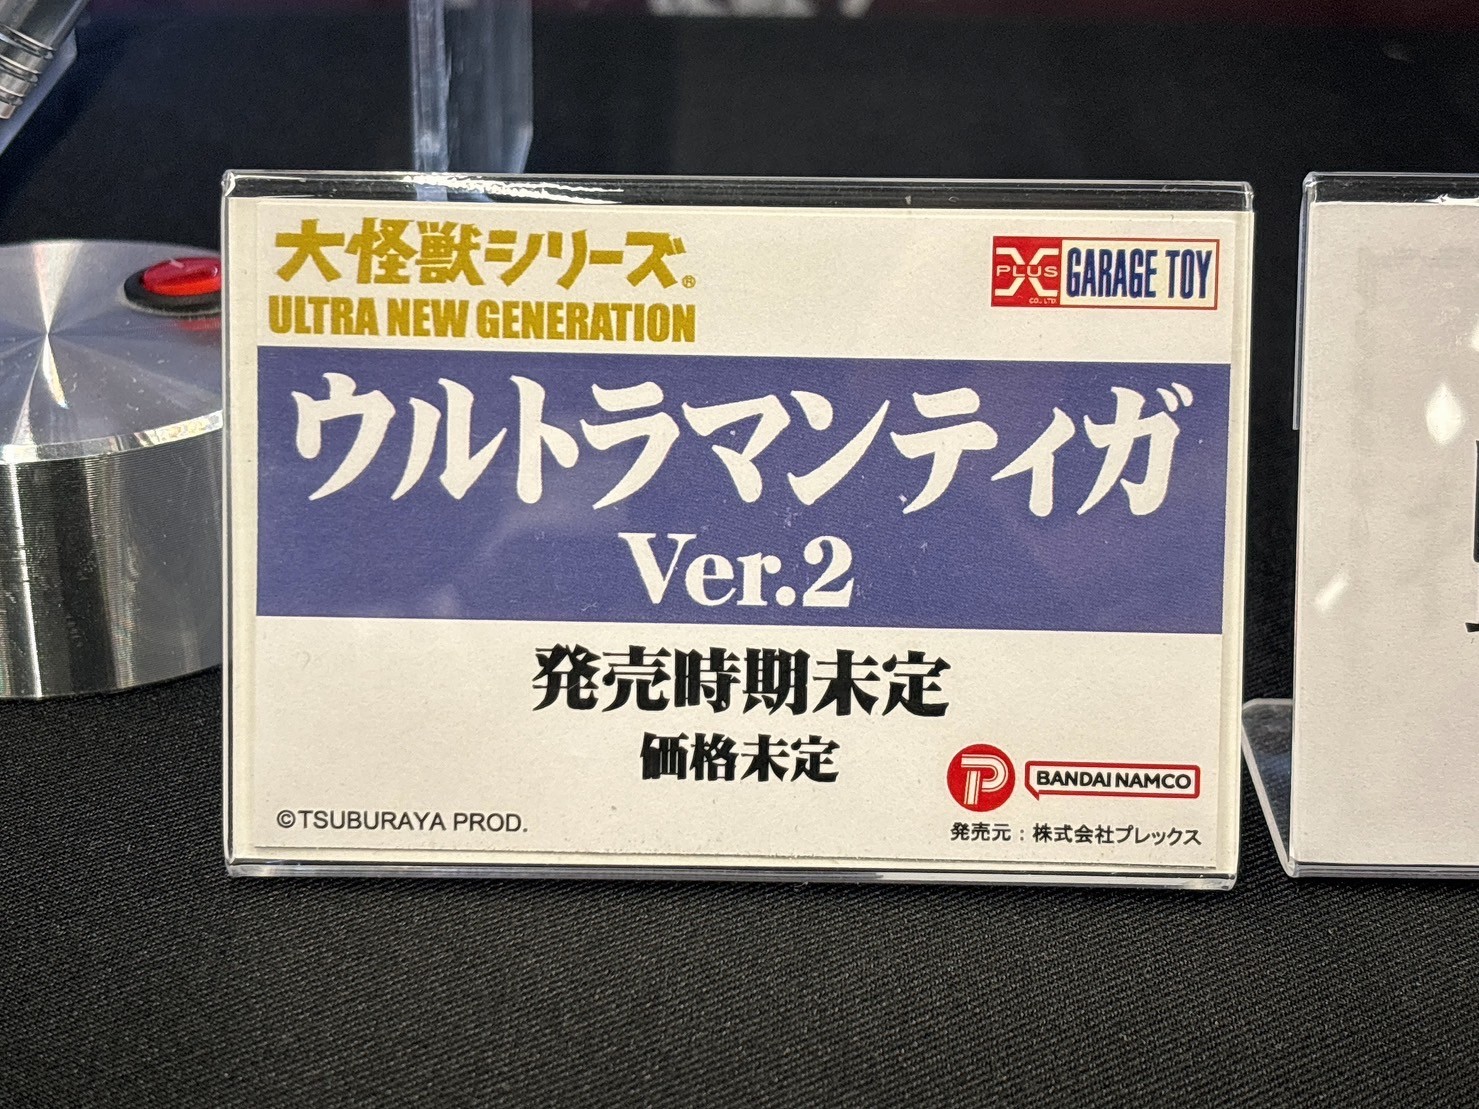 大怪獣シリーズ®
ULTRA NEW GENERATION
X PLUS CO., LTD. GARAGE TOY
ウルトラマンティガ
Ver.2
発売時期未定
価格未定
BANDAI NAMCO
©TSUBURAYA PROD.
発売元：株式会社プレックス